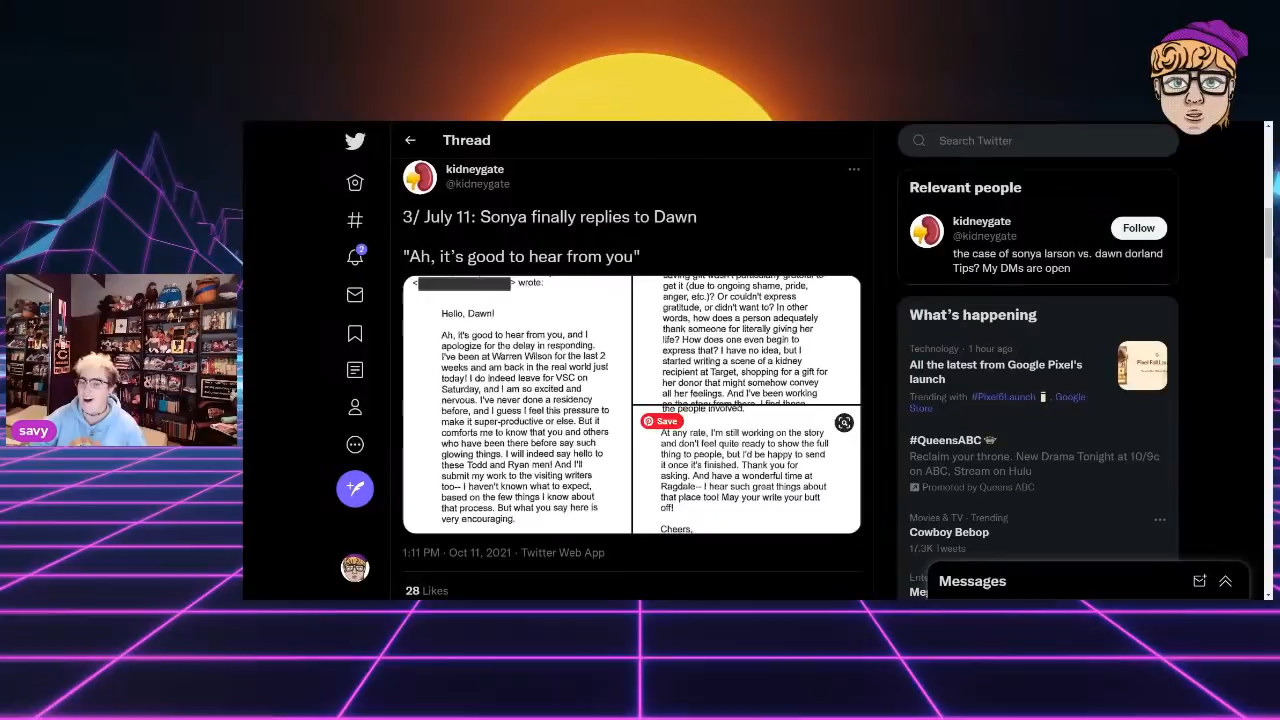 Thread
Search Twitter
kidneygate
@kidneygate
3/ July 11: Sonya finally replies to Dawn
"Ah, it's good to hear from you"
< > wrote:
Hello, Dawn!
Ah, it's good to hear from you, and I
apologize for the delay in responding.
I've been at Warren Wilson for the last 2
weeks and am back in the real world just
today! I do indeed leave for VSC on
Saturday, and I am so excited and
nervous. I've never done a residency
before, and I guess I feel this pressure to
make it super-productive or else. But it
comforts me to know that you and others
who have been there before say such
glowing things. I will indeed say hello to
these Todd and Ryan men! And I'll
submit my work to the visiting writers
too-- I haven't known what to expect,
based on the few things I know about
that process. But what you say here is
very encouraging.
saving gift wasn't particularly grateful to
get it (due to ongoing shame, pride,
anger, etc.)? Or couldn't express
gratitude, or didn't want to? In other
words, how does a person adequately
thank someone for literally giving her
life? How does one even begin to
express that? I have no idea, but I
started writing a scene of a kidney
recipient at Target, shopping for a gift for
her donor that might somehow convey
all her feelings. And I've been working
on the story from there. I find these
the people involved.
Save
At any rate, I'm still working on the story
and don't feel quite ready to show the full
thing to people, but I'd be happy to send
it once it's finished. Thank you for
asking. And have a wonderful time at
Ragdale-- I hear such great things about
that place too! May your write your butt
off!
Cheers,
1:11 PM · Oct 11, 2021 · Twitter Web App
28 Likes
Relevant people
kidneygate
@kidneygate
Follow
the case of sonya larson vs. dawn dorland
Tips? My DMs are open
What's happening
Technology · 1 hour ago
All the latest from Google Pixel's
launch
Trending with #Pixel6Launch , Google
Store
#QueensABC
Reclaim your throne. New Drama Tonight at 10/9c
on ABC, Stream on Hulu
Promoted by Queens ABC
Movies & TV · Trending
Cowboy Bebop
17.3K Tweets
Messages
2
savy